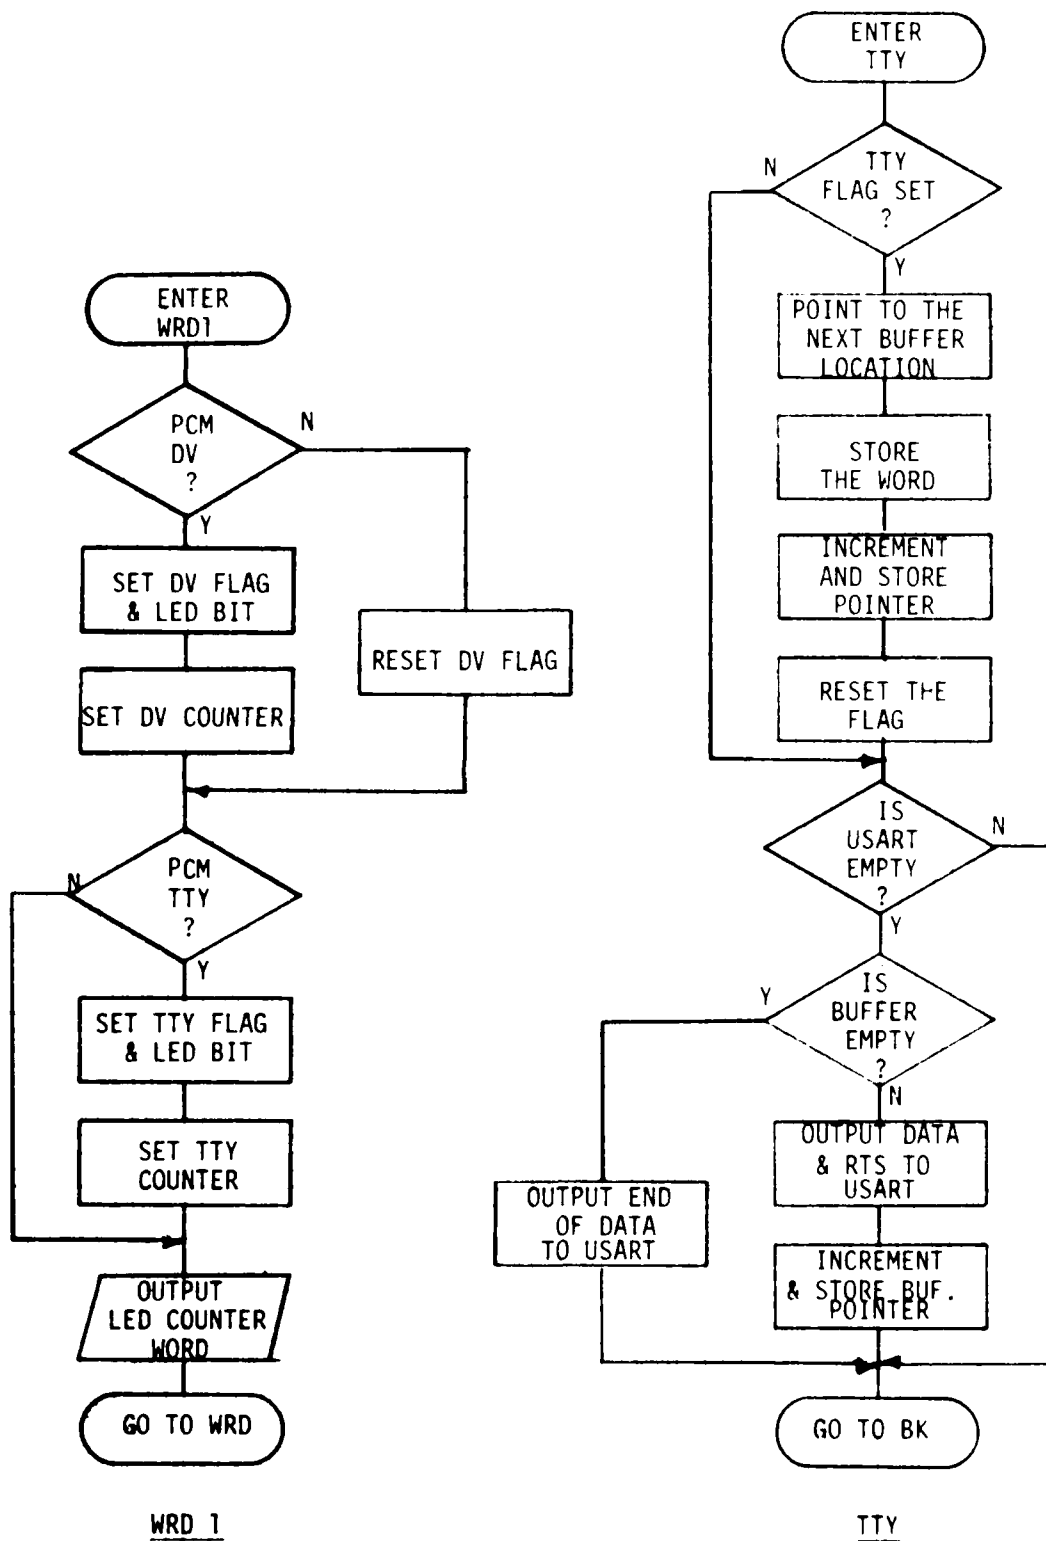 ENTER
WRD1
PCM
DV
?
N
Y
SET DV FLAG
& LED BIT
RESET DV FLAG
SET DV COUNTER
PCM
TTY
?
N
Y
SET TTY FLAG
& LED BIT
SET TTY
COUNTER
OUTPUT
LED COUNTER
WORD
GO TO WRD
WRD 1
ENTER
TTY
TTY
FLAG SET
?
N
Y
POINT TO THE
NEXT BUFFER
LOCATION
STORE
THE WORD
INCREMENT
AND STORE
POINTER
RESET THE
FLAG
IS
USART
EMPTY
?
N
Y
IS
BUFFER
EMPTY
?
Y
N
OUTPUT DATA
& RTS TO
USART
OUTPUT END
OF DATA
TO USART
INCREMENT
& STORE BUF.
POINTER
GO TO BK
TTY